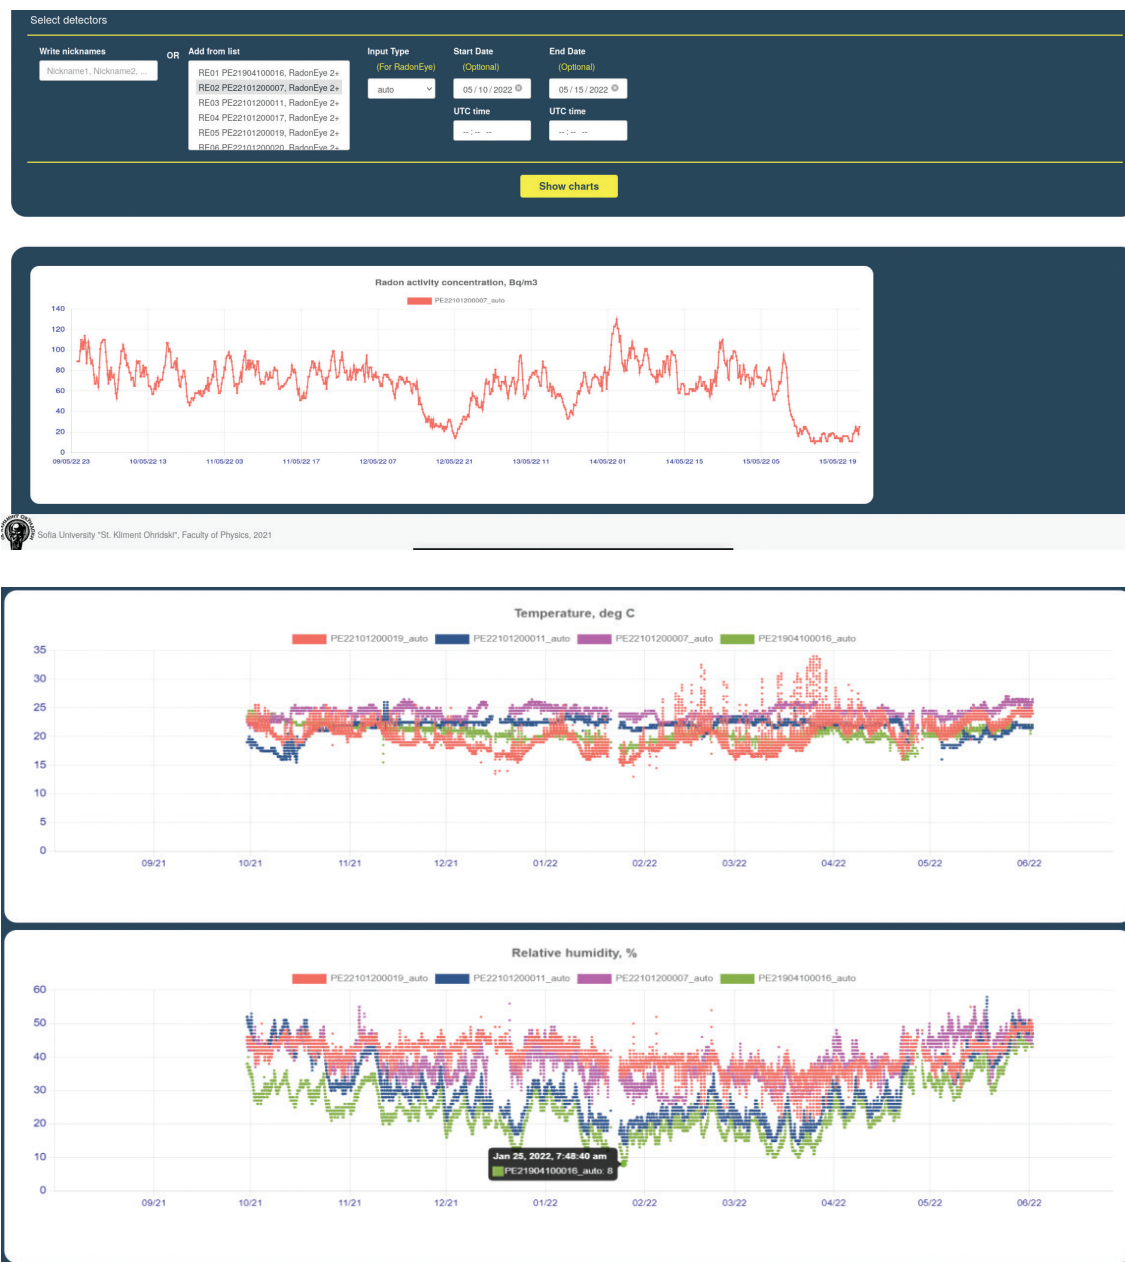 Select detectors
Write nicknames
OR
Add from list
Input Type
Start Date
End Date
(For RadonEye)
(Optional)
(Optional)
Nickname1, Nickname2, ...
RE01 PE21904100016, RadonEye 2+
RE02 PE22101200007, RadonEye 2+
RE03 PE22101200011, RadonEye 2+
RE04 PE22101200017, RadonEye 2+
RE05 PE22101200019, RadonEye 2+
RE06 PE22101200020, RadonEye 2+
auto
05 / 10 / 2022
05 / 15 / 2022
UTC time
UTC time
-- : -- --
-- : -- --
Show charts
Radon activity concentration, Bq/m3
PE22101200007_auto
140
120
100
80
60
40
20
0
09/05/22 23
10/05/22 13
11/05/22 03
11/05/22 17
12/05/22 07
12/05/22 21
13/05/22 11
14/05/22 01
14/05/22 15
15/05/22 05
15/05/22 19
Sofia University "St. Kliment Ohridski", Faculty of Physics, 2021
Temperature, deg C
PE22101200019_auto
PE22101200011_auto
PE22101200007_auto
PE21904100016_auto
35
30
25
20
15
10
5
0
09/21
10/21
11/21
12/21
01/22
02/22
03/22
04/22
05/22
06/22
Relative humidity, %
PE22101200019_auto
PE22101200011_auto
PE22101200007_auto
PE21904100016_auto
60
50
40
30
20
10
0
Jan 25, 2022, 7:48:40 am
PE21904100016_auto: 8
09/21
10/21
11/21
12/21
01/22
02/22
03/22
04/22
05/22
06/22